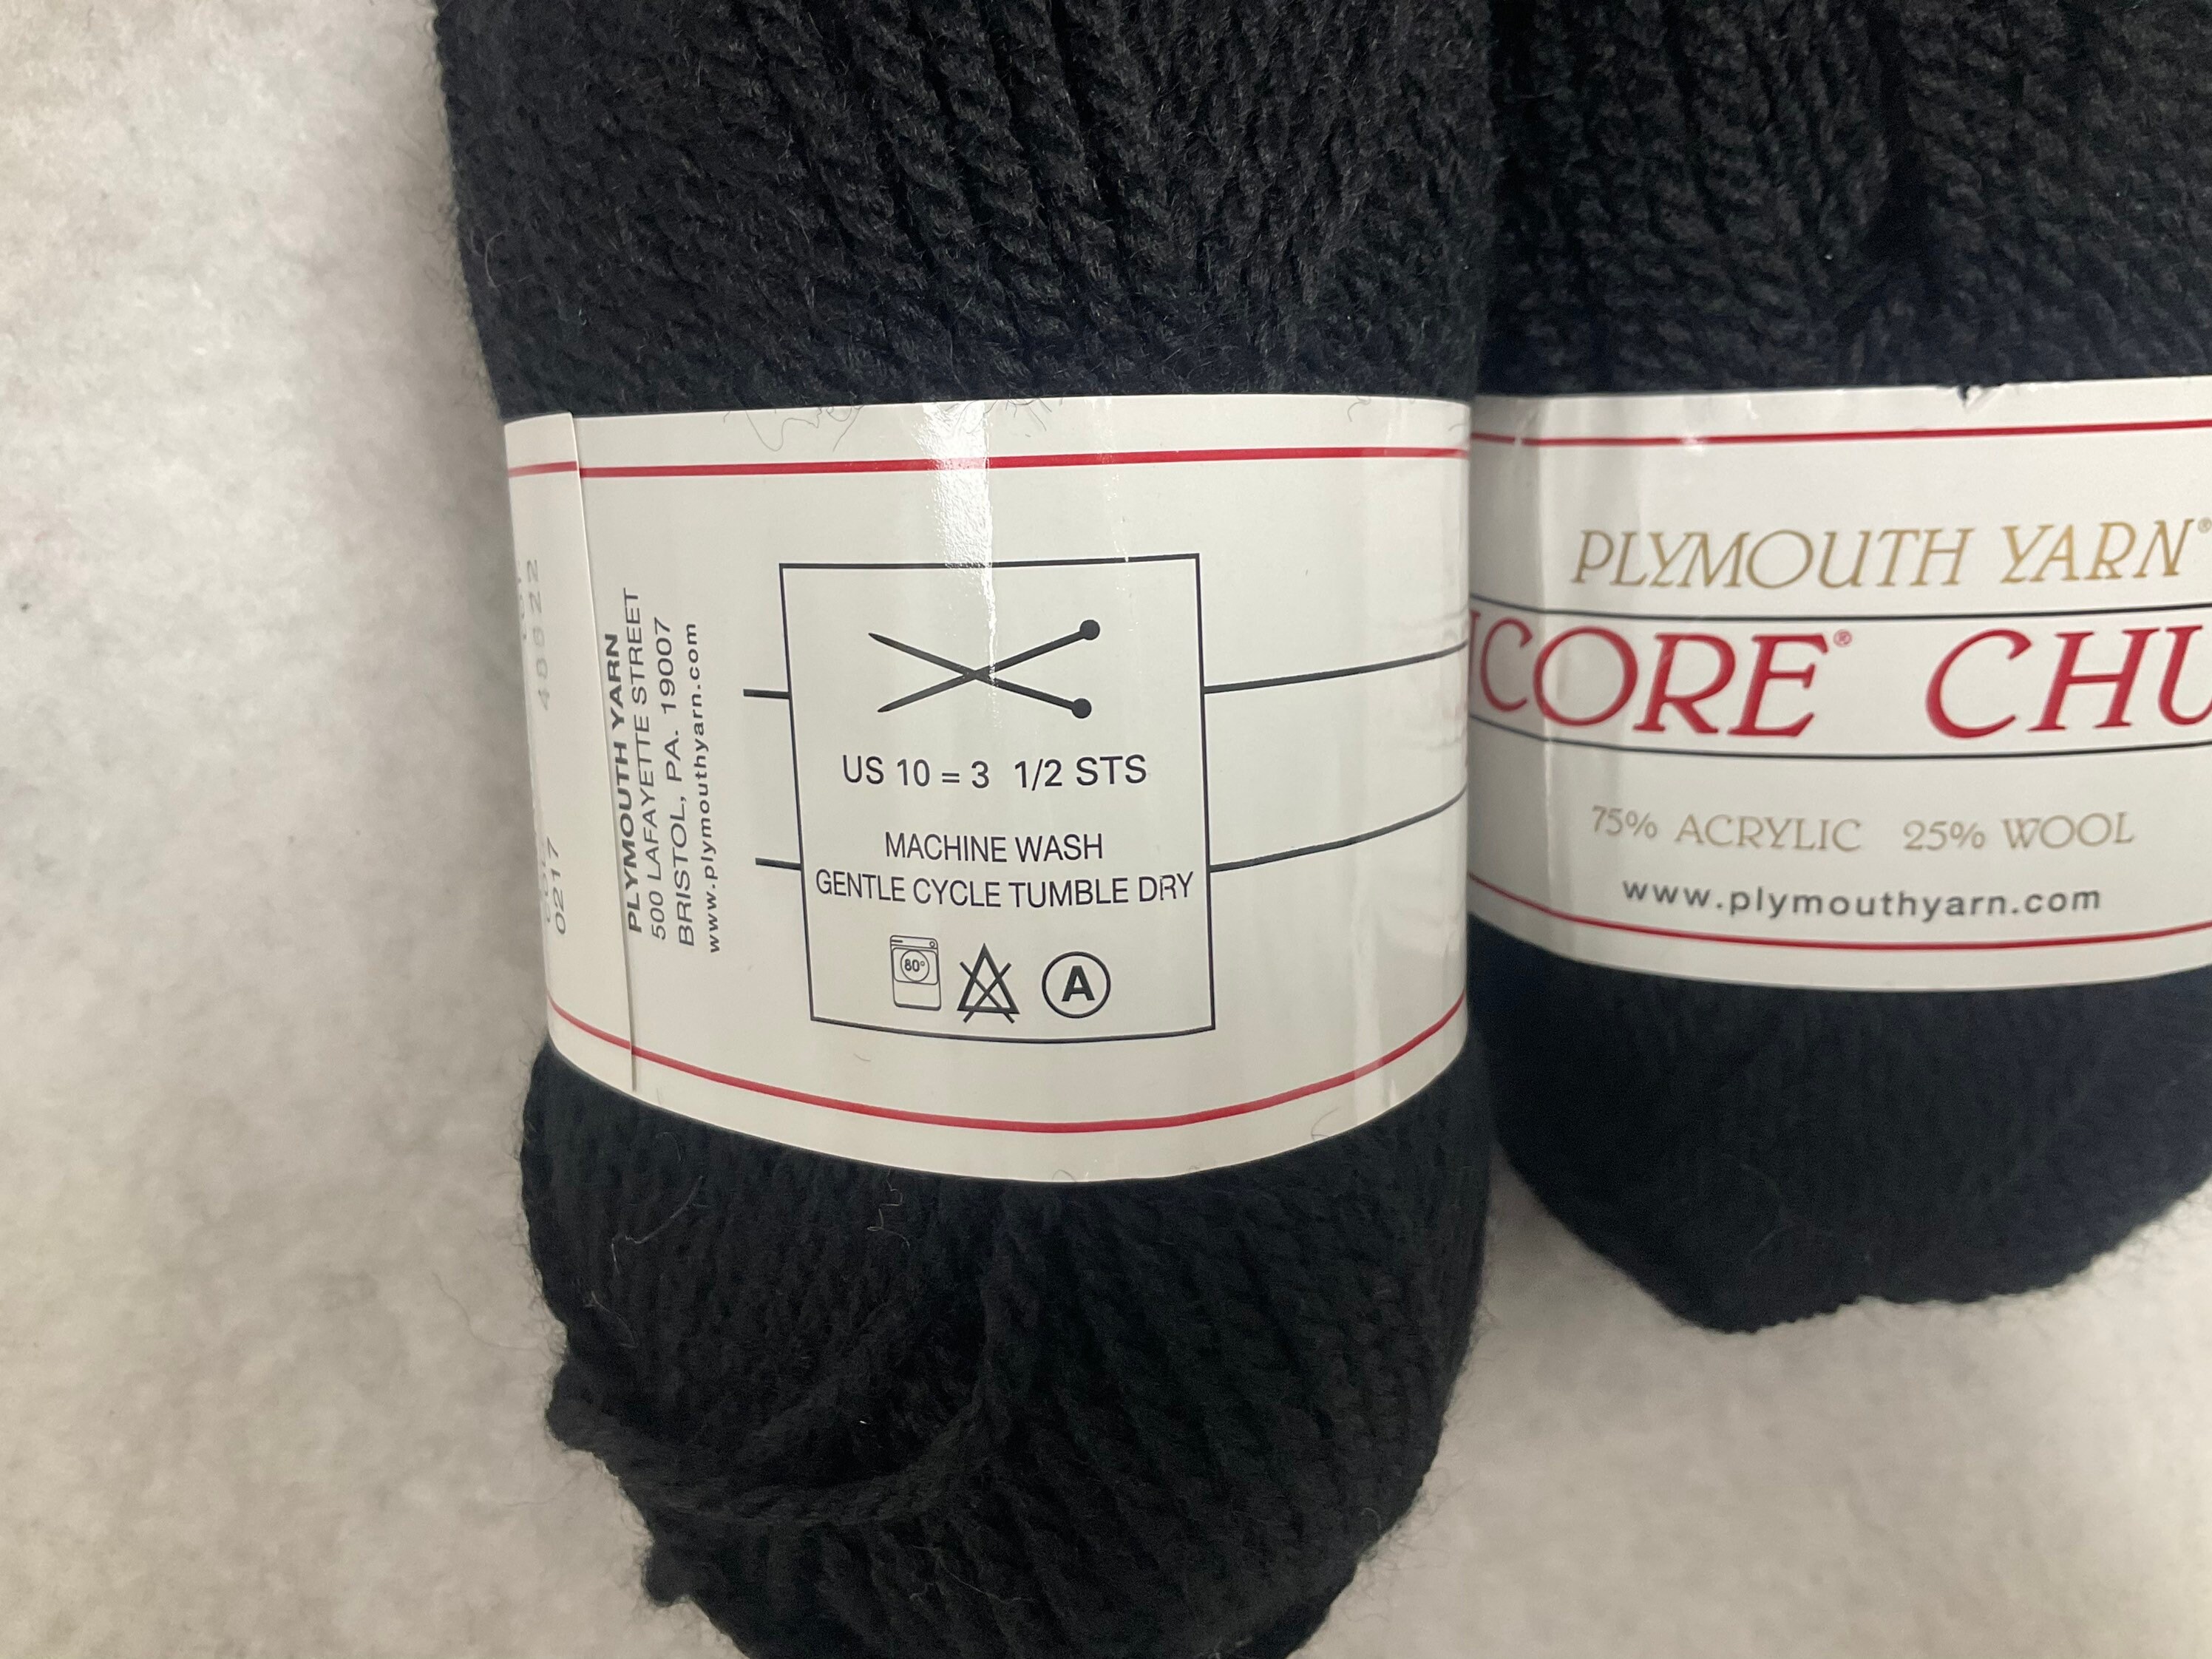 PLYMOUTH YARN
500 LAFAYETTE STREET
BRISTOL, PA. 19007
www.plymouthyarn.com
0217
US 10 = 3 1/2 STS
MACHINE WASH
GENTLE CYCLE TUMBLE DRY
80°
A
PLYMOUTH YARN®
CORE® CHU
75% ACRYLIC 25% WOOL
www.plymouthyarn.com